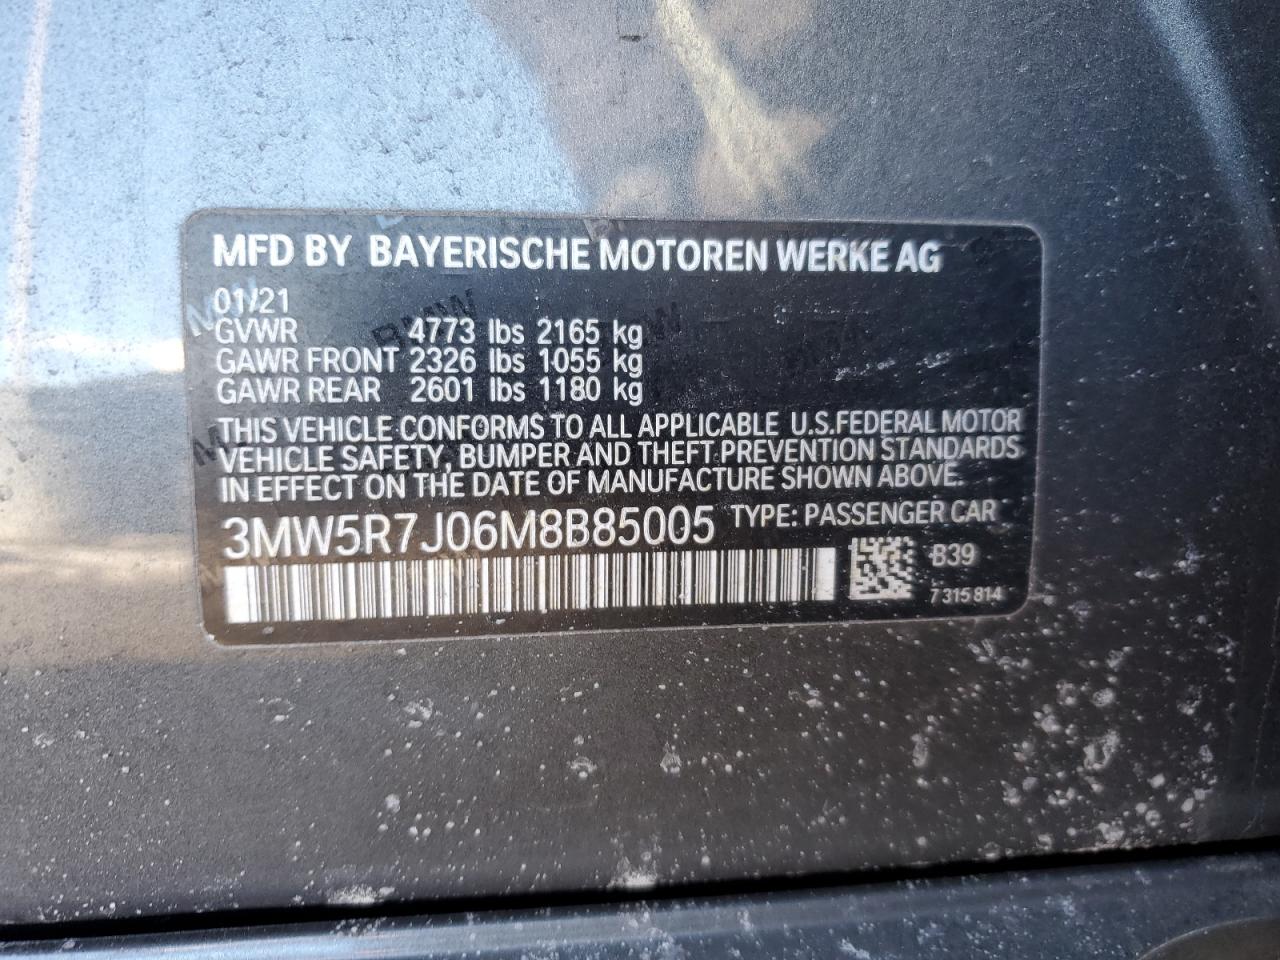 MFD BY BAYERISCHE MOTOREN WERKE AG
01/21
GVWR 4773 lbs 2165 kg
GAWR FRONT 2326 lbs 1055 kg
GAWR REAR 2601 lbs 1180 kg
THIS VEHICLE CONFORMS TO ALL APPLICABLE U.S.FEDERAL MOTOR
VEHICLE SAFETY, BUMPER AND THEFT PREVENTION STANDARDS
IN EFFECT ON THE DATE OF MANUFACTURE SHOWN ABOVE.
3MW5R7J06M8B85005 TYPE: PASSENGER CAR
B39
7 315 814